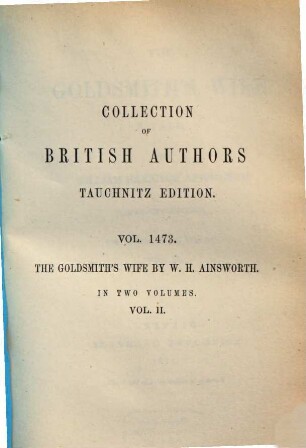 COLLECTION
OF
BRITISH AUTHORS
TAUCHNITZ EDITION.
VOL. 1473.
THE GOLDSMITH'S WIFE BY W. H. AINSWORTH.
IN TWO VOLUMES.
VOL. II.